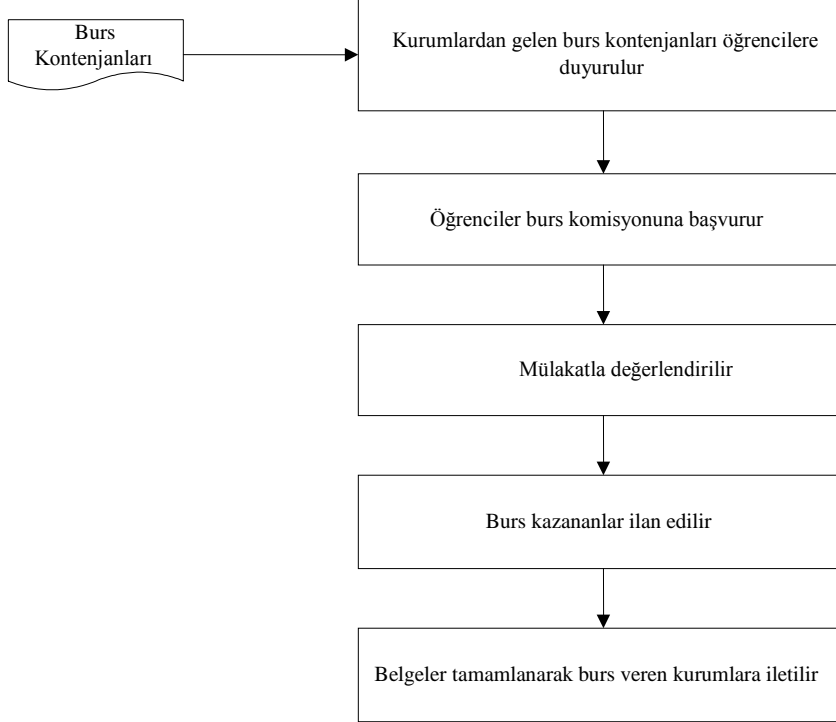 Burs
Kontenjanları
Kurumlardan gelen burs kontenjanları öğrencilere
duyurulur
Öğrenciler burs komisyonuna başvurur
Mülakatla değerlendirilir
Burs kazananlar ilan edilir
Belgeler tamamlanarak burs veren kurumlara iletilir